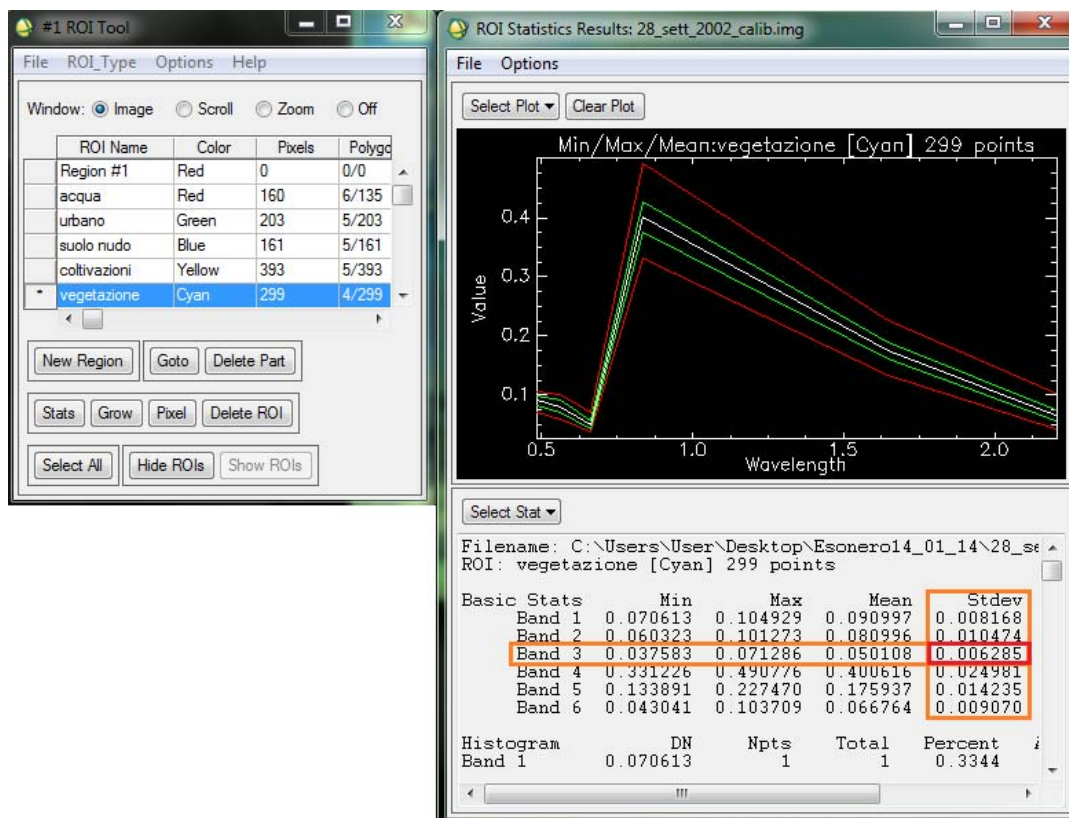 #1 ROI Tool
File ROI_Type Options Help
Window: Image Scroll Zoom Off
ROI Name Color Pixels Polygo
Region #1 Red 0 0/0
acqua Red 160 6/135
urbano Green 203 5/203
suolo nudo Blue 161 5/161
coltivazioni Yellow 393 5/393
* vegetazione Cyan 299 4/299
New Region Goto Delete Part
Stats Grow Pixel Delete ROI
Select All Hide ROIs Show ROIs
ROI Statistics Results: 28_sett_2002_calib.img
File Options
Select Plot Clear Plot
Min/Max/Mean:vegetazione [Cyan] 299 points
Value
0.4
0.3
0.2
0.1
0.5 1.0 1.5 2.0
Wavelength
Select Stat
Filename: C:\Users\User\Desktop\Esonero14_01_14\28_se
ROI: vegetazione [Cyan] 299 points
Basic Stats Min Max Mean Stdev
Band 1 0.070613 0.104929 0.090997 0.008168
Band 2 0.060323 0.101273 0.080996 0.010474
Band 3 0.037583 0.071286 0.050108 0.006285
Band 4 0.331226 0.490776 0.400616 0.024981
Band 5 0.133891 0.227470 0.175937 0.014235
Band 6 0.043041 0.103709 0.066764 0.009070
Histogram DN Npts Total Percent
Band 1 0.070613 1 1 0.3344